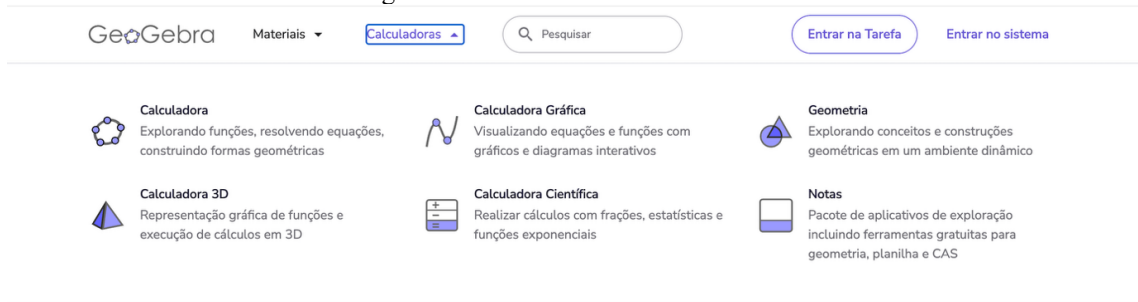 GeoGebra Materiais Calculadoras Pesquisar Entrar na Tarefa Entrar no sistema
Calculadora
Explorando funções, resolvendo equações,
construindo formas geométricas
Calculadora Gráfica
Visualizando equações e funções com
gráficos e diagramas interativos
Geometria
Explorando conceitos e construções
geométricas em um ambiente dinâmico
Calculadora 3D
Representação gráfica de funções e
execução de cálculos em 3D
Calculadora Científica
Realizar cálculos com frações, estatísticas e
funções exponenciais
Notas
Pacote de aplicativos de exploração
incluindo ferramentas gratuitas para
geometria, planilha e CAS